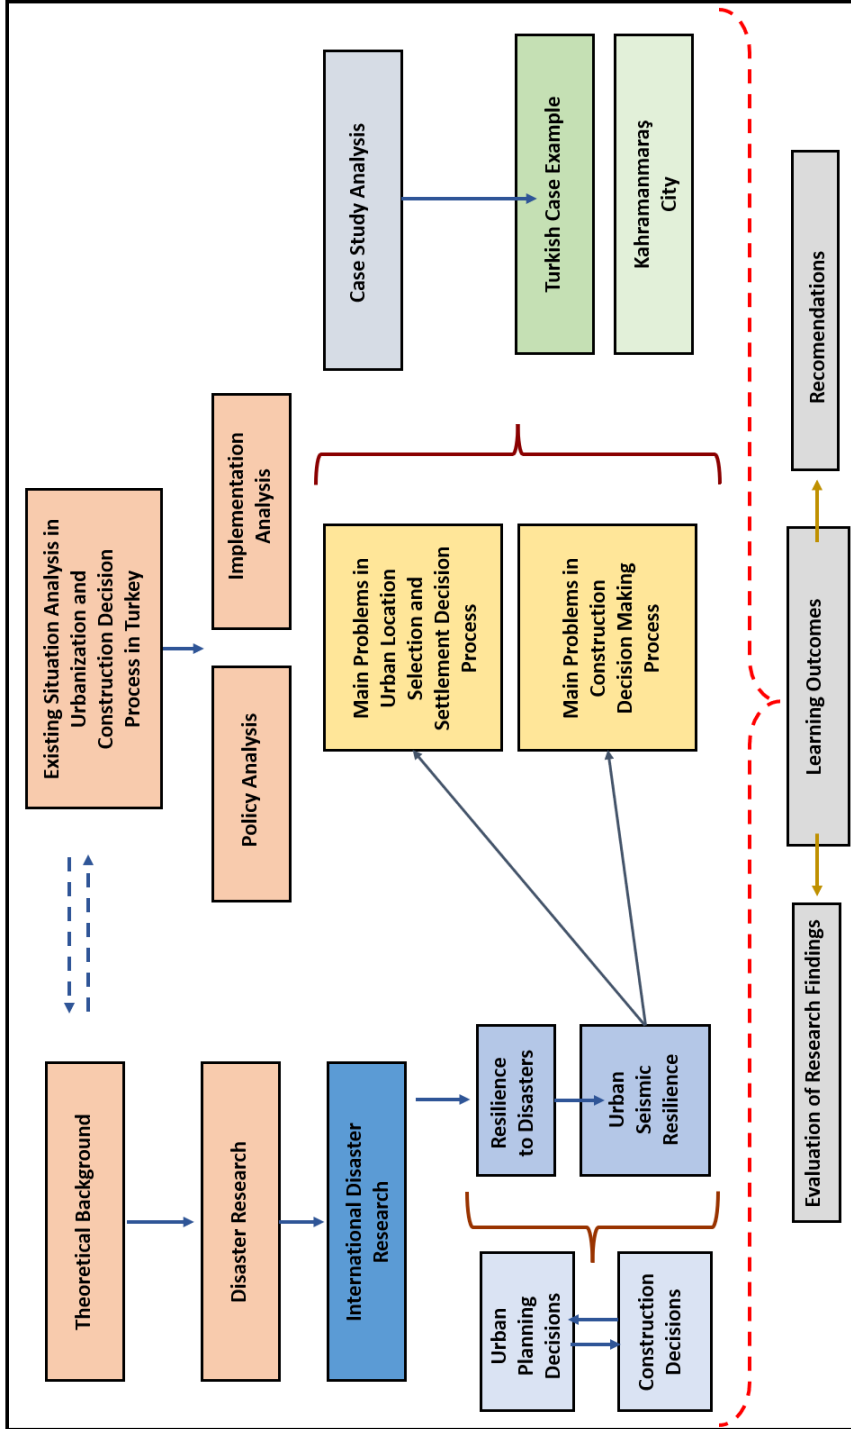 Theoretical Background
Existing Situation Analysis in
Urbanization and
Construction Decision
Process in Turkey
Disaster Research
Policy Analysis
Implementation
Analysis
International Disaster
Research
Main Problems in
Urban Location
Selection and
Settlement Decision
Process
Case Study Analysis
Urban
Planning
Decisions
Resilience
to Disasters
Main Problems in
Construction
Decision Making
Process
Turkish Case Example
Construction
Decisions
Urban
Seismic
Resilience
Kahramanmaraş
City
Evaluation of Research Findings
Learning Outcomes
Recomendations